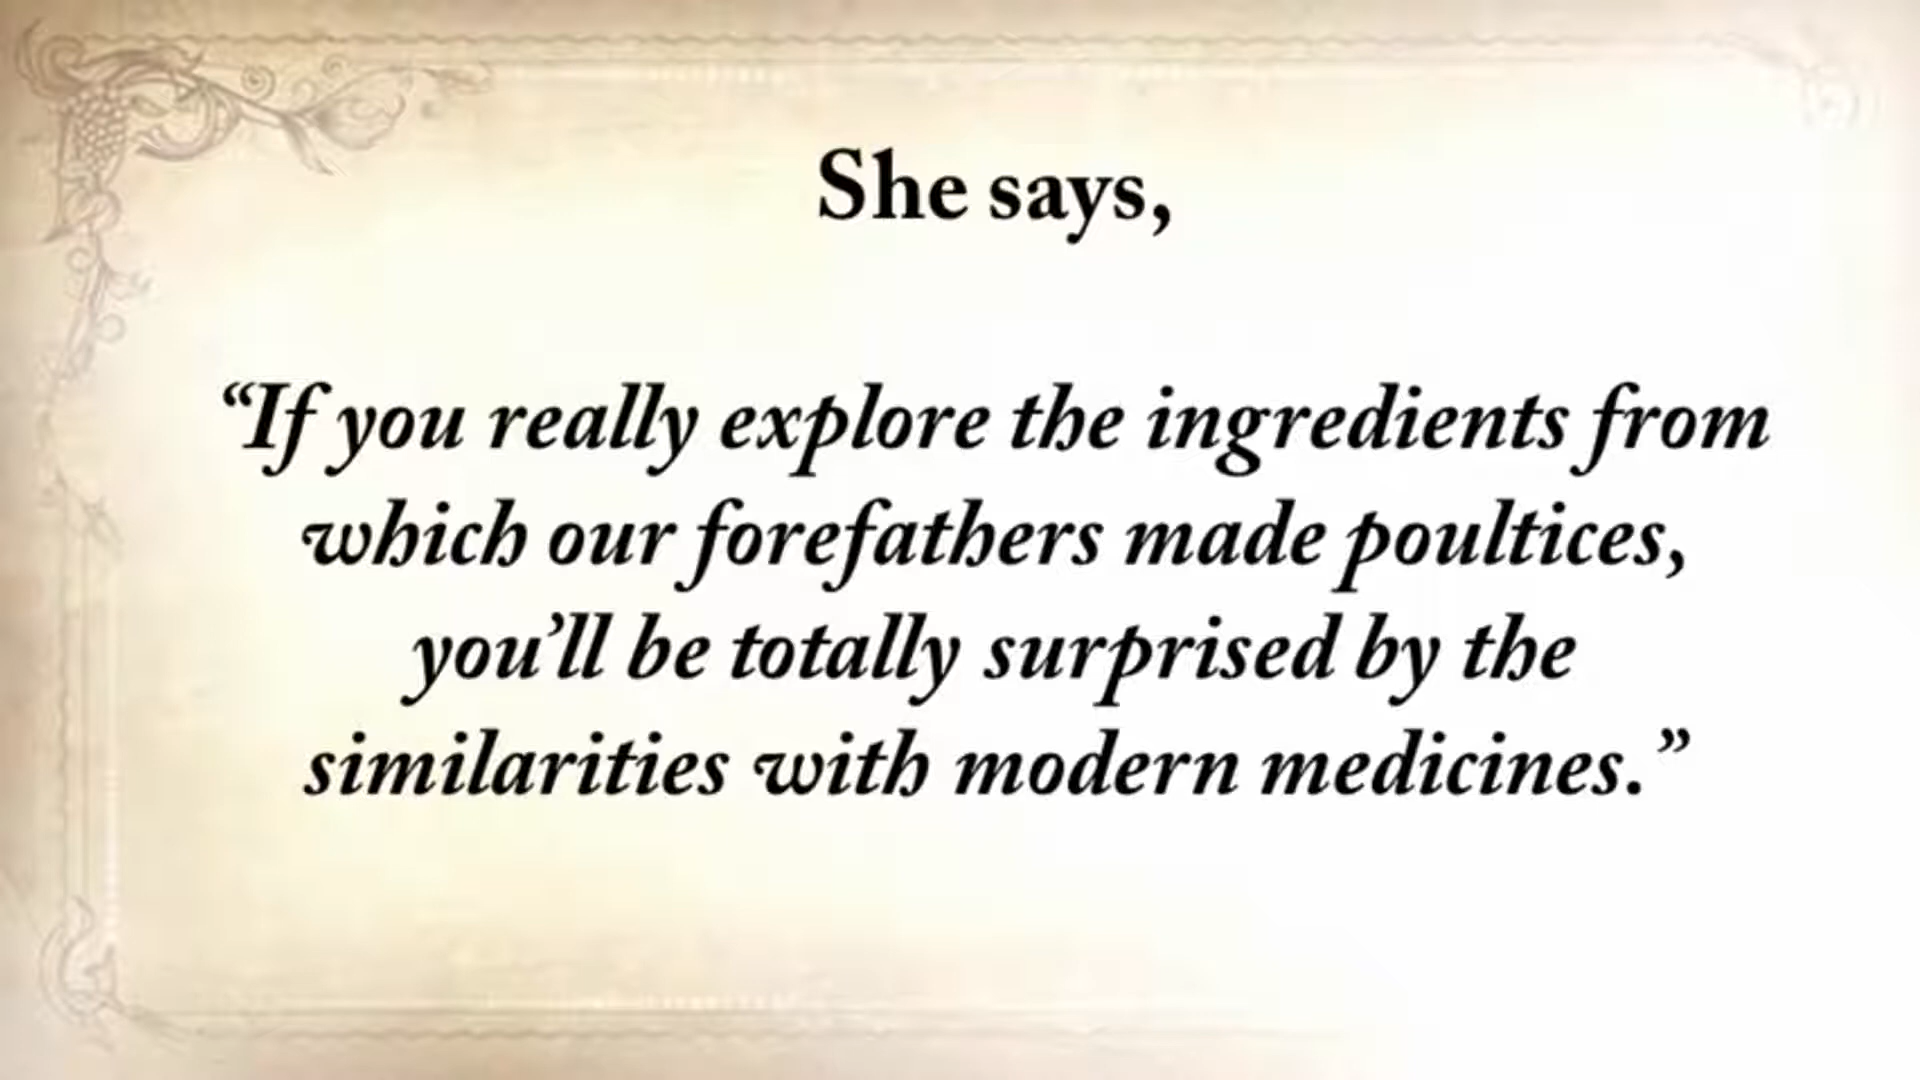 She says,
“If you really explore the ingredients from
which our forefathers made poultices,
you’ll be totally surprised by the
similarities with modern medicines.”